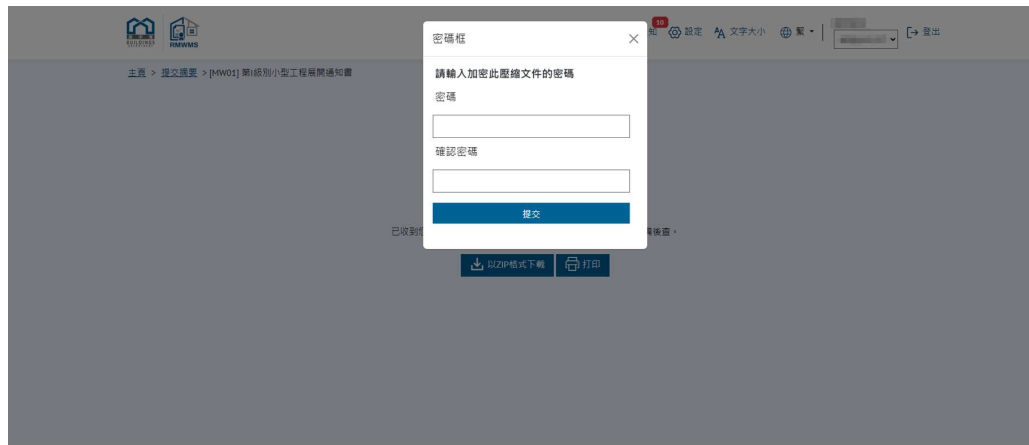 BUILDINGS
RMWMS
密碼框
10
知
設定
文字大小
繁
登出
主頁 > 提交摘要 > [MW01] 第I級別小型工程展開通知書
請輸入加密此壓縮文件的密碼
密碼
確認密碼
提交
已收到
後查。
以ZIP格式下載
打印